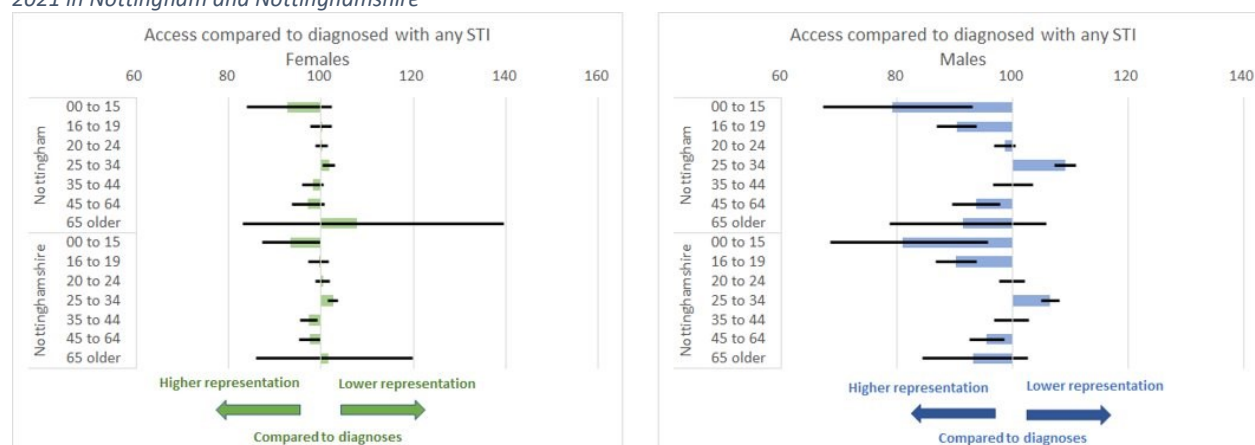 2021 in Nottingham and Nottinghamshire
Access compared to diagnosed with any STI
Females
60 80 100 120 140 160
Nottingham
00 to 15
16 to 19
20 to 24
25 to 34
35 to 44
45 to 64
65 older
Nottinghamshire
00 to 15
16 to 19
20 to 24
25 to 34
35 to 44
45 to 64
65 older
Higher representation Lower representation
Compared to diagnoses
Access compared to diagnosed with any STI
Males
60 80 100 120 140
Nottingham
00 to 15
16 to 19
20 to 24
25 to 34
35 to 44
45 to 64
65 older
Nottinghamshire
00 to 15
16 to 19
20 to 24
25 to 34
35 to 44
45 to 64
65 older
Higher representation Lower representation
Compared to diagnoses